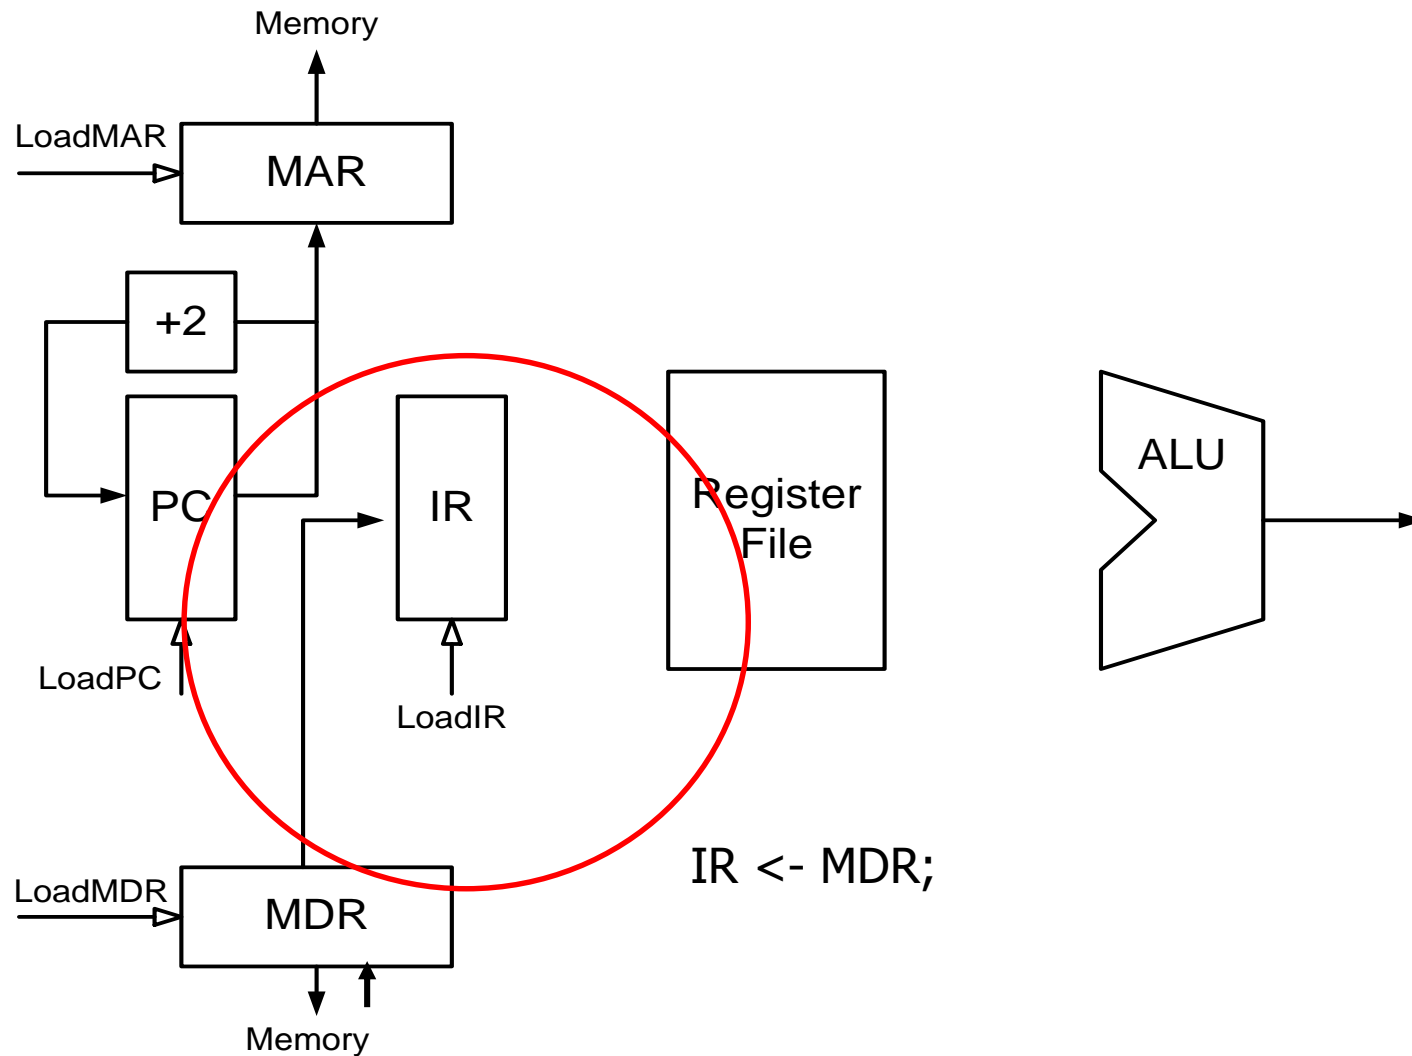 Memory
LoadMAR
MAR
+2
PC
IR
Register
File
ALU
LoadPC
LoadIR
IR <- MDR;
LoadMDR
MDR
Memory